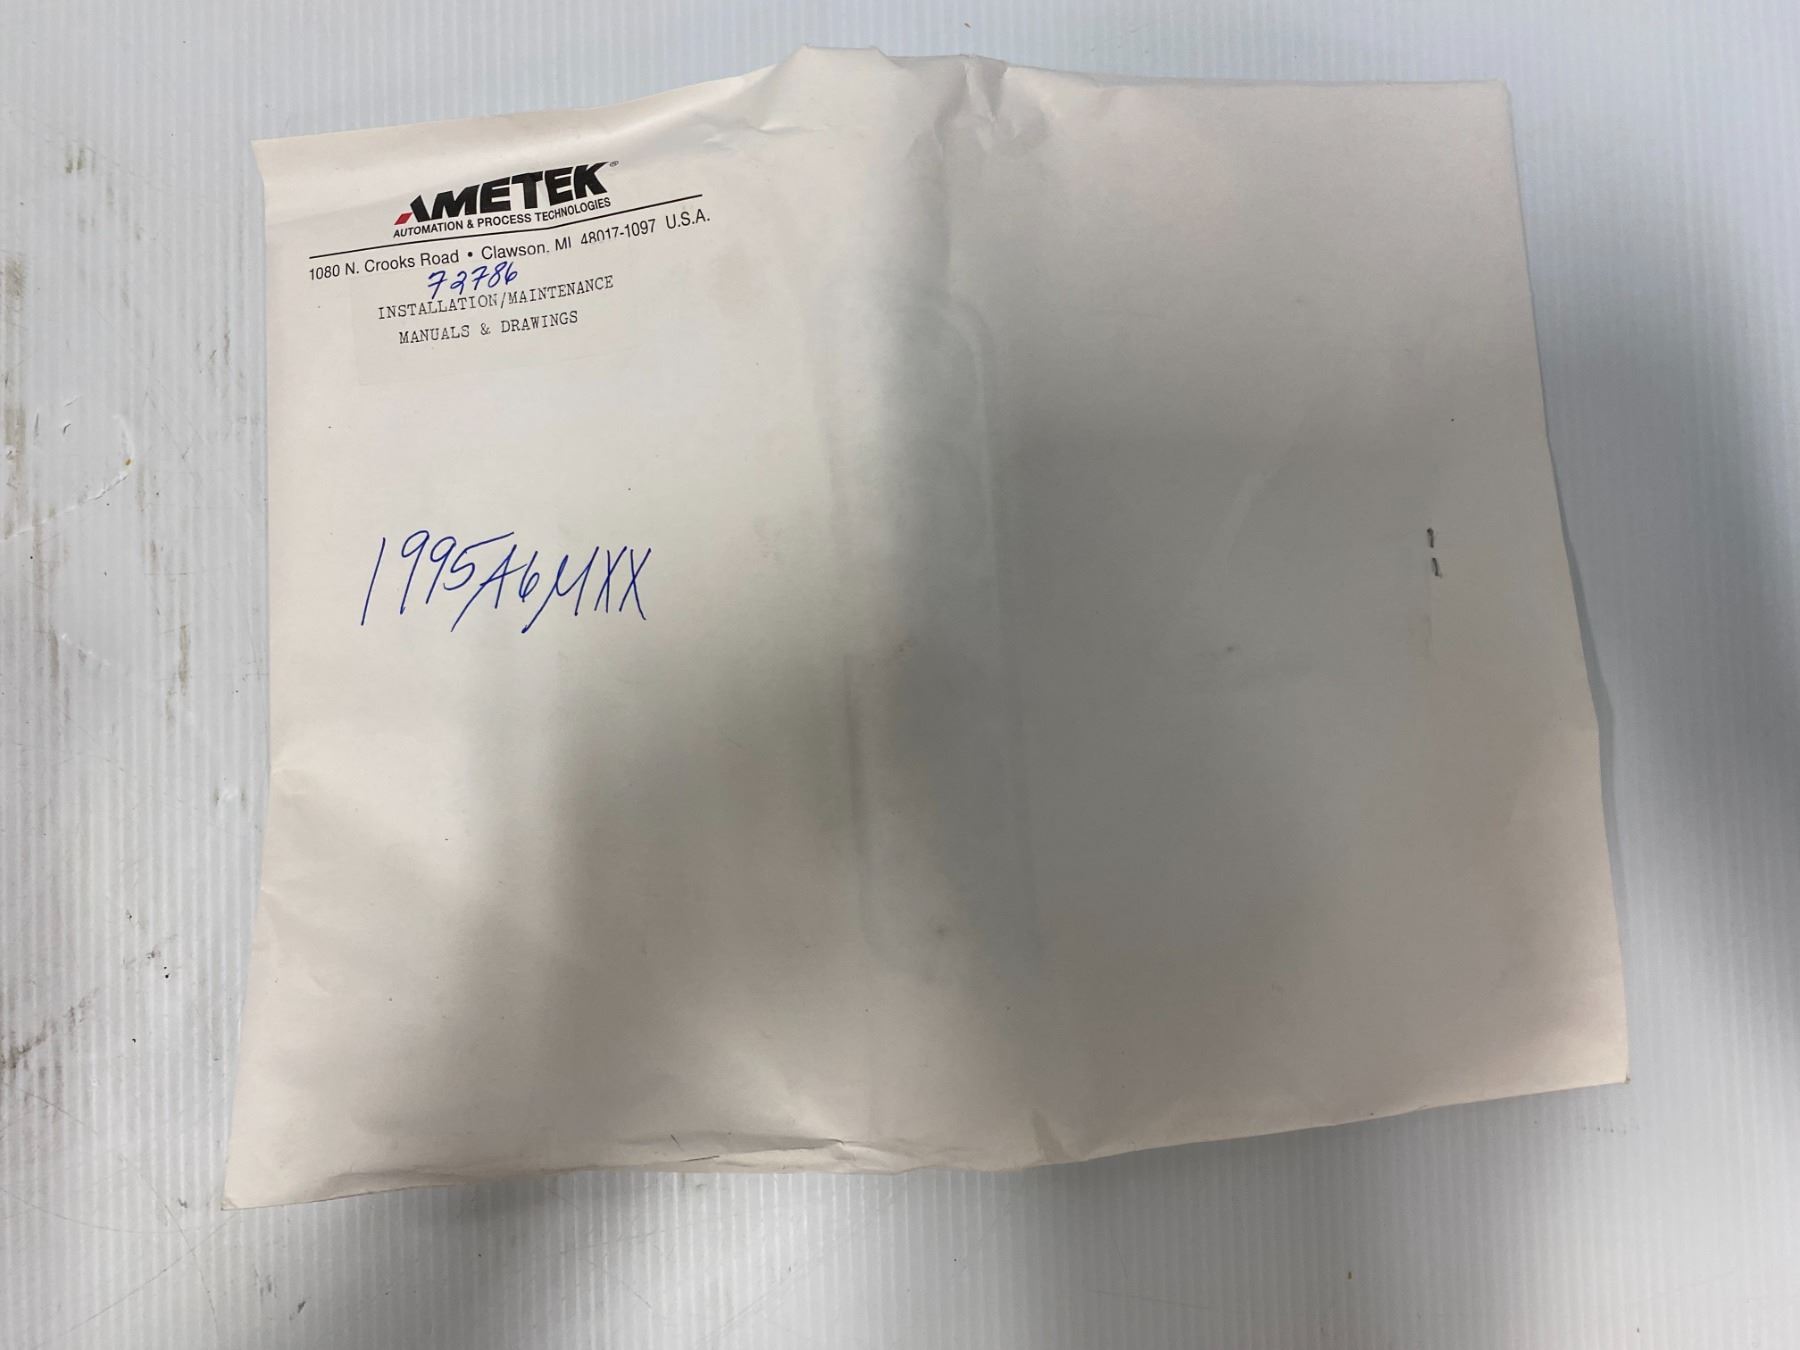 AMETEK®
AUTOMATION & PROCESS TECHNOLOGIES
1080 N. Crooks Road • Clawson, MI 48017-1097 U.S.A.
72786
INSTALLATION/MAINTENANCE
MANUALS & DRAWINGS
1995A6MXX